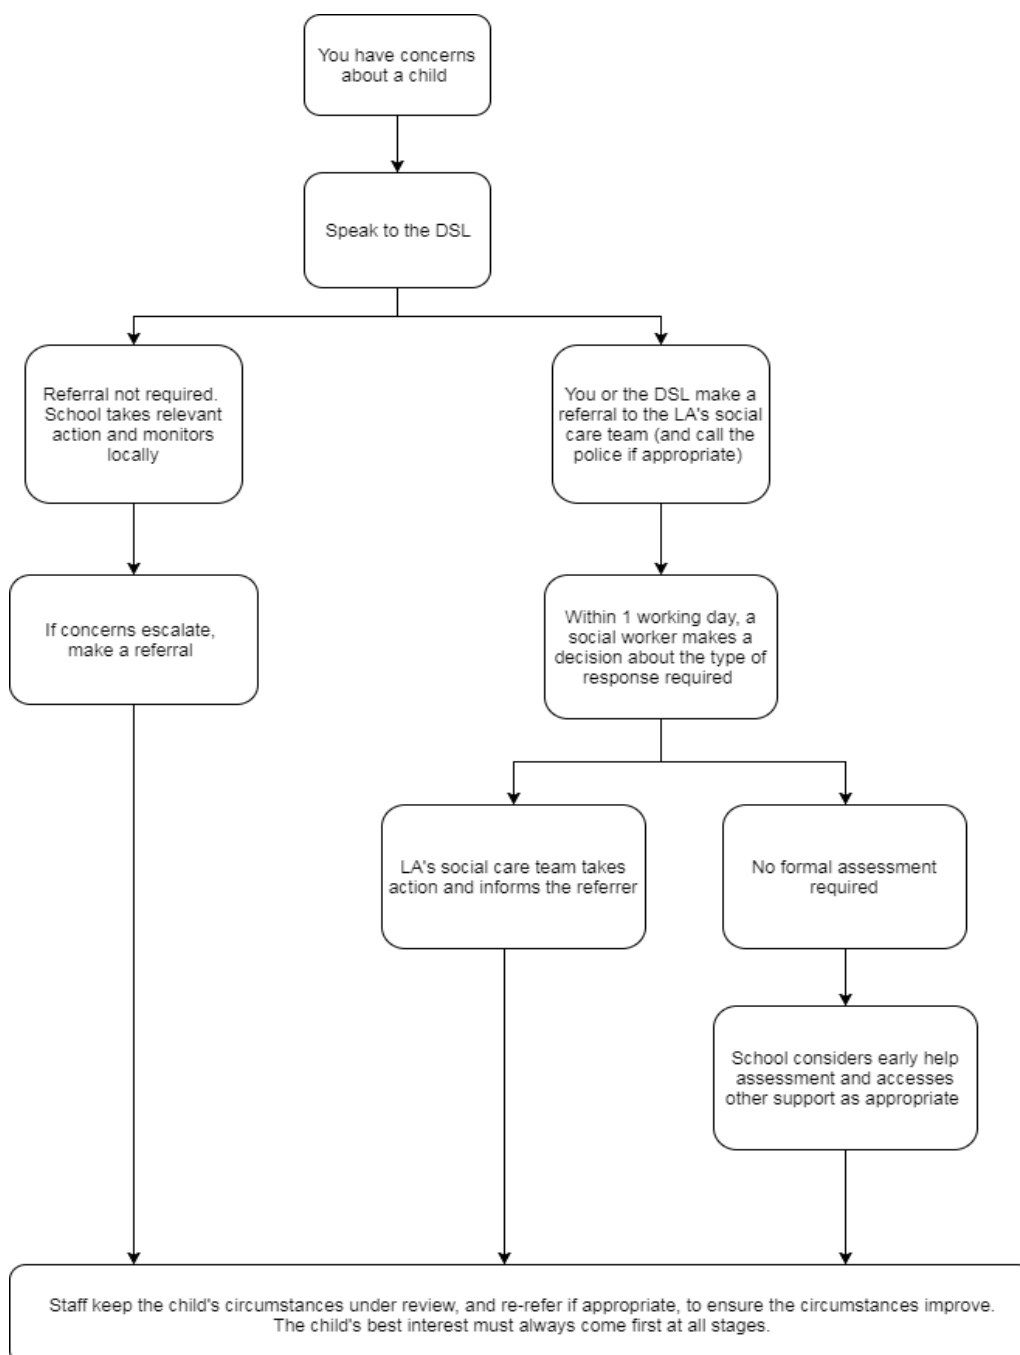 You have concerns
about a child
Speak to the DSL
Referral not required.
School takes relevant
action and monitors
locally
You or the DSL make a
referral to the LA's social
care team (and call the
police if appropriate)
If concerns escalate,
make a referral
Within 1 working day, a
social worker makes a
decision about the type of
response required
LA's social care team takes
action and informs the referrer
No formal assessment
required
School considers early help
assessment and accesses
other support as appropriate
Staff keep the child's circumstances under review, and re-refer if appropriate, to ensure the circumstances improve.
The child's best interest must always come first at all stages.